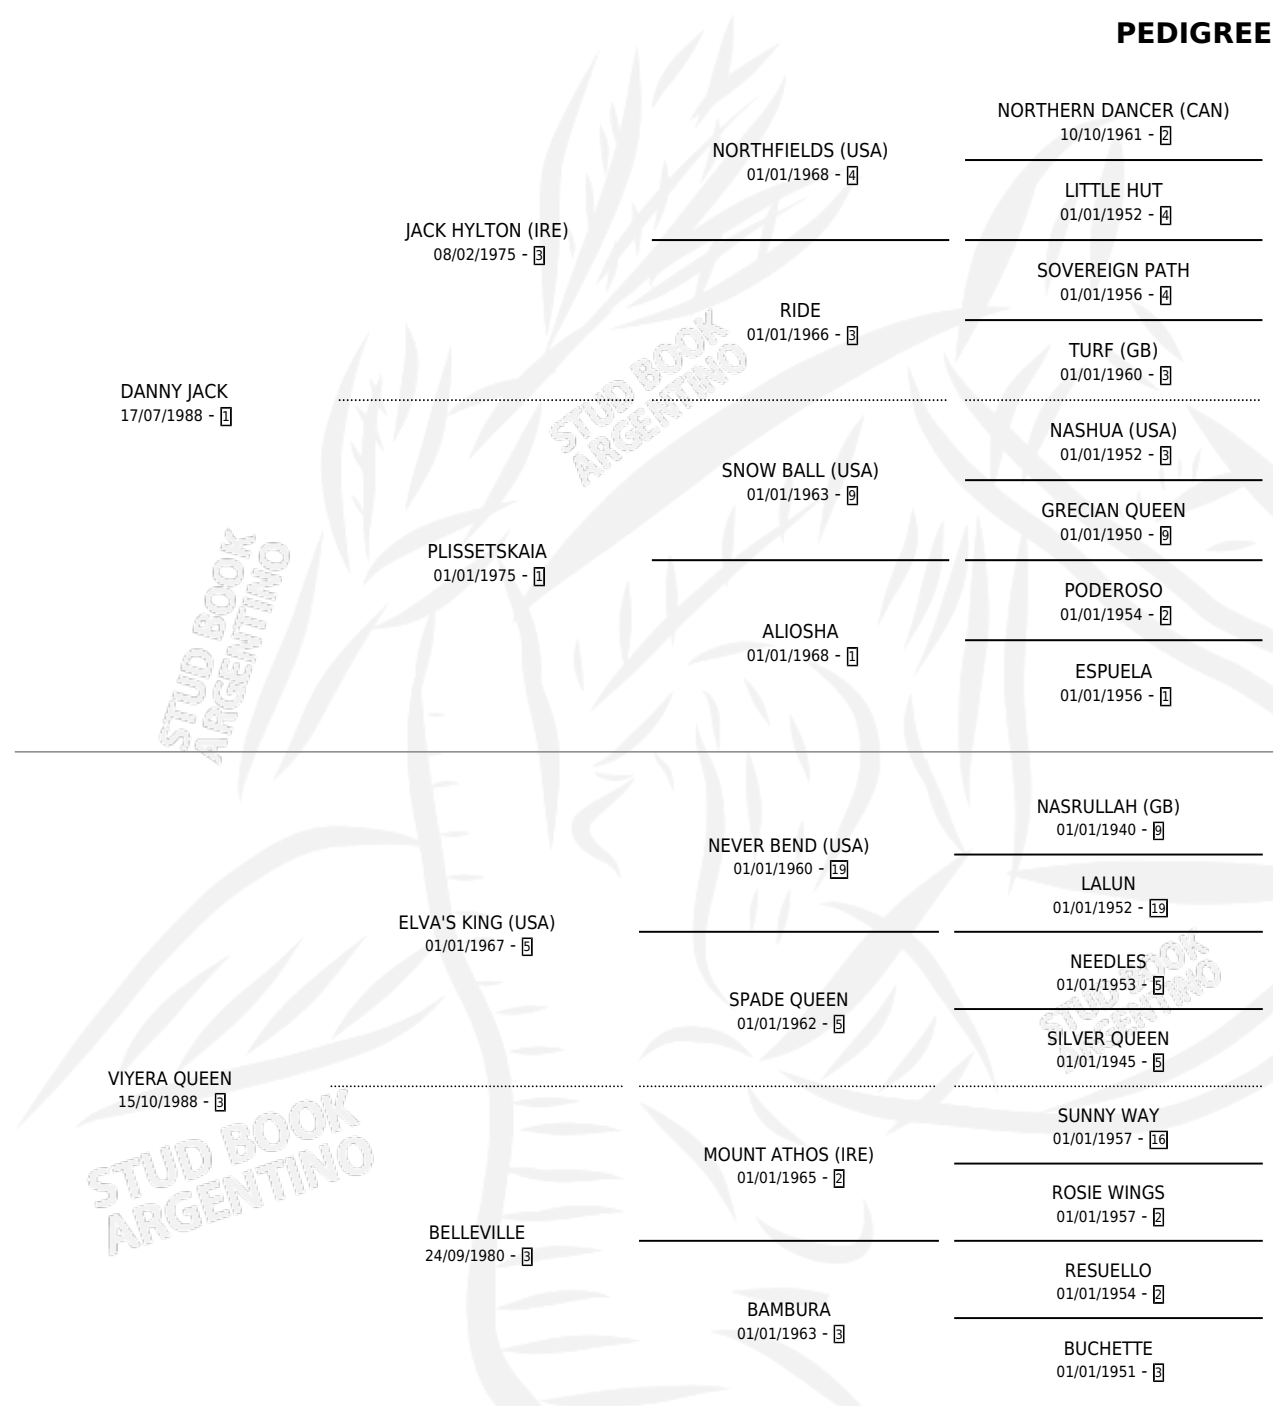 PEDIGREE
DANNY JACK
17/07/1988 - 1
JACK HYLTON (IRE)
08/02/1975 - 3
NORTHFIELDS (USA)
01/01/1968 - 4
NORTHERN DANCER (CAN)
10/10/1961 - 2
LITTLE HUT
01/01/1952 - 4
RIDE
01/01/1966 - 3
SOVEREIGN PATH
01/01/1956 - 4
TURF (GB)
01/01/1960 - 3
PLISSETSKAIA
01/01/1975 - 1
SNOW BALL (USA)
01/01/1963 - 9
NASHUA (USA)
01/01/1952 - 3
GRECIAN QUEEN
01/01/1950 - 9
ALIOSHA
01/01/1968 - 1
PODEROSO
01/01/1954 - 2
ESPUELA
01/01/1956 - 1
VIYERA QUEEN
15/10/1988 - 3
ELVA'S KING (USA)
01/01/1967 - 5
NEVER BEND (USA)
01/01/1960 - 19
NASRULLAH (GB)
01/01/1940 - 9
LALUN
01/01/1952 - 19
SPADE QUEEN
01/01/1962 - 5
NEEDLES
01/01/1953 - 5
SILVER QUEEN
01/01/1945 - 5
BELLEVILLE
24/09/1980 - 3
MOUNT ATHOS (IRE)
01/01/1965 - 2
SUNNY WAY
01/01/1957 - 16
ROSIE WINGS
01/01/1957 - 2
BAMBURA
01/01/1963 - 3
RESUELLO
01/01/1954 - 2
BUCHETTE
01/01/1951 - 3
STUD BOOK
ARGENTINO
STUD BOOK
ARGENTINO
STUD BOOK
ARGENTINO
STUD BOOK
ARGENTINO